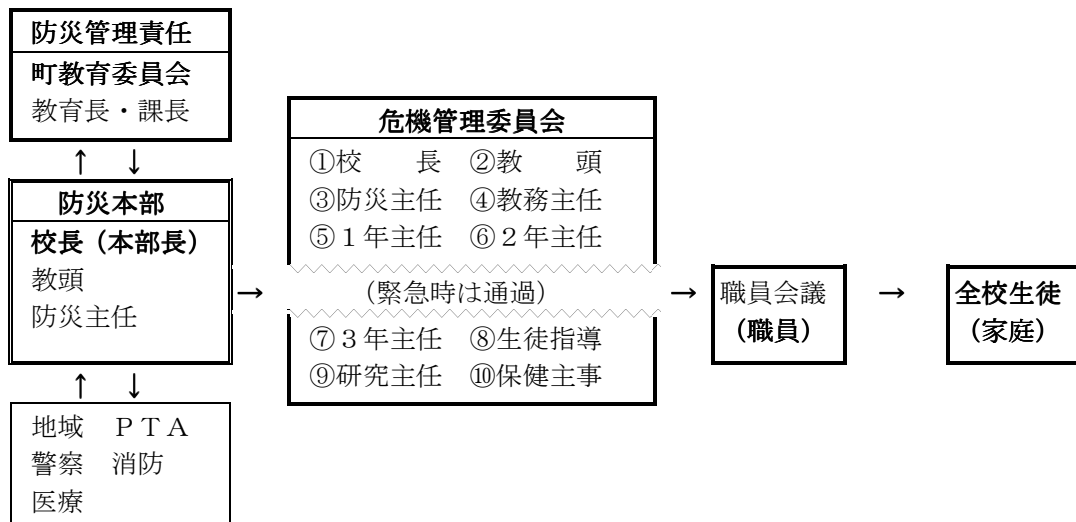 防災管理責任
町教育委員会
教育長・課長
↑ ↓
防災本部
校長(本部長)
教頭
防災主任
↑ ↓
地域 PTA
警察 消防
医療
→
危機管理委員会
①校 長 ②教 頭
③防災主任 ④教務主任
⑤1年主任 ⑥2年主任
(緊急時は通過)
⑦3年主任 ⑧生徒指導
⑨研究主任 ⑩保健主事
→
職員会議
(職員)
→
全校生徒
(家庭)